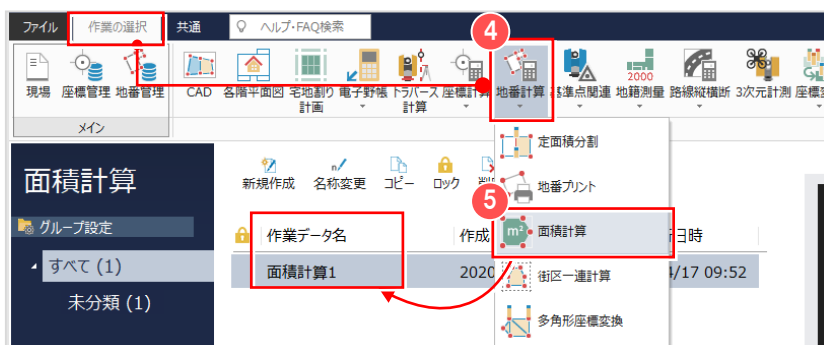 ファイル 作業の選択 共通 ヘルプ・FAQ検索
4
現場 座標管理 地番管理 CAD 各階平面図 宅地割り計画 電子野帳 トラバース計算 座標計算 地番計算 基準点関連 地籍測量 路線縦横断 3次元計測
メイン
定面積分割
面積計算
新規作成 名称変更 コピー ロック
地番プリント
5
グループ設定
作業データ名 作成
m² 面積計算
日時
すべて (1)
面積計算1 2020 /17 09:52
街区一連計算
未分類 (1)
多角形座標変換